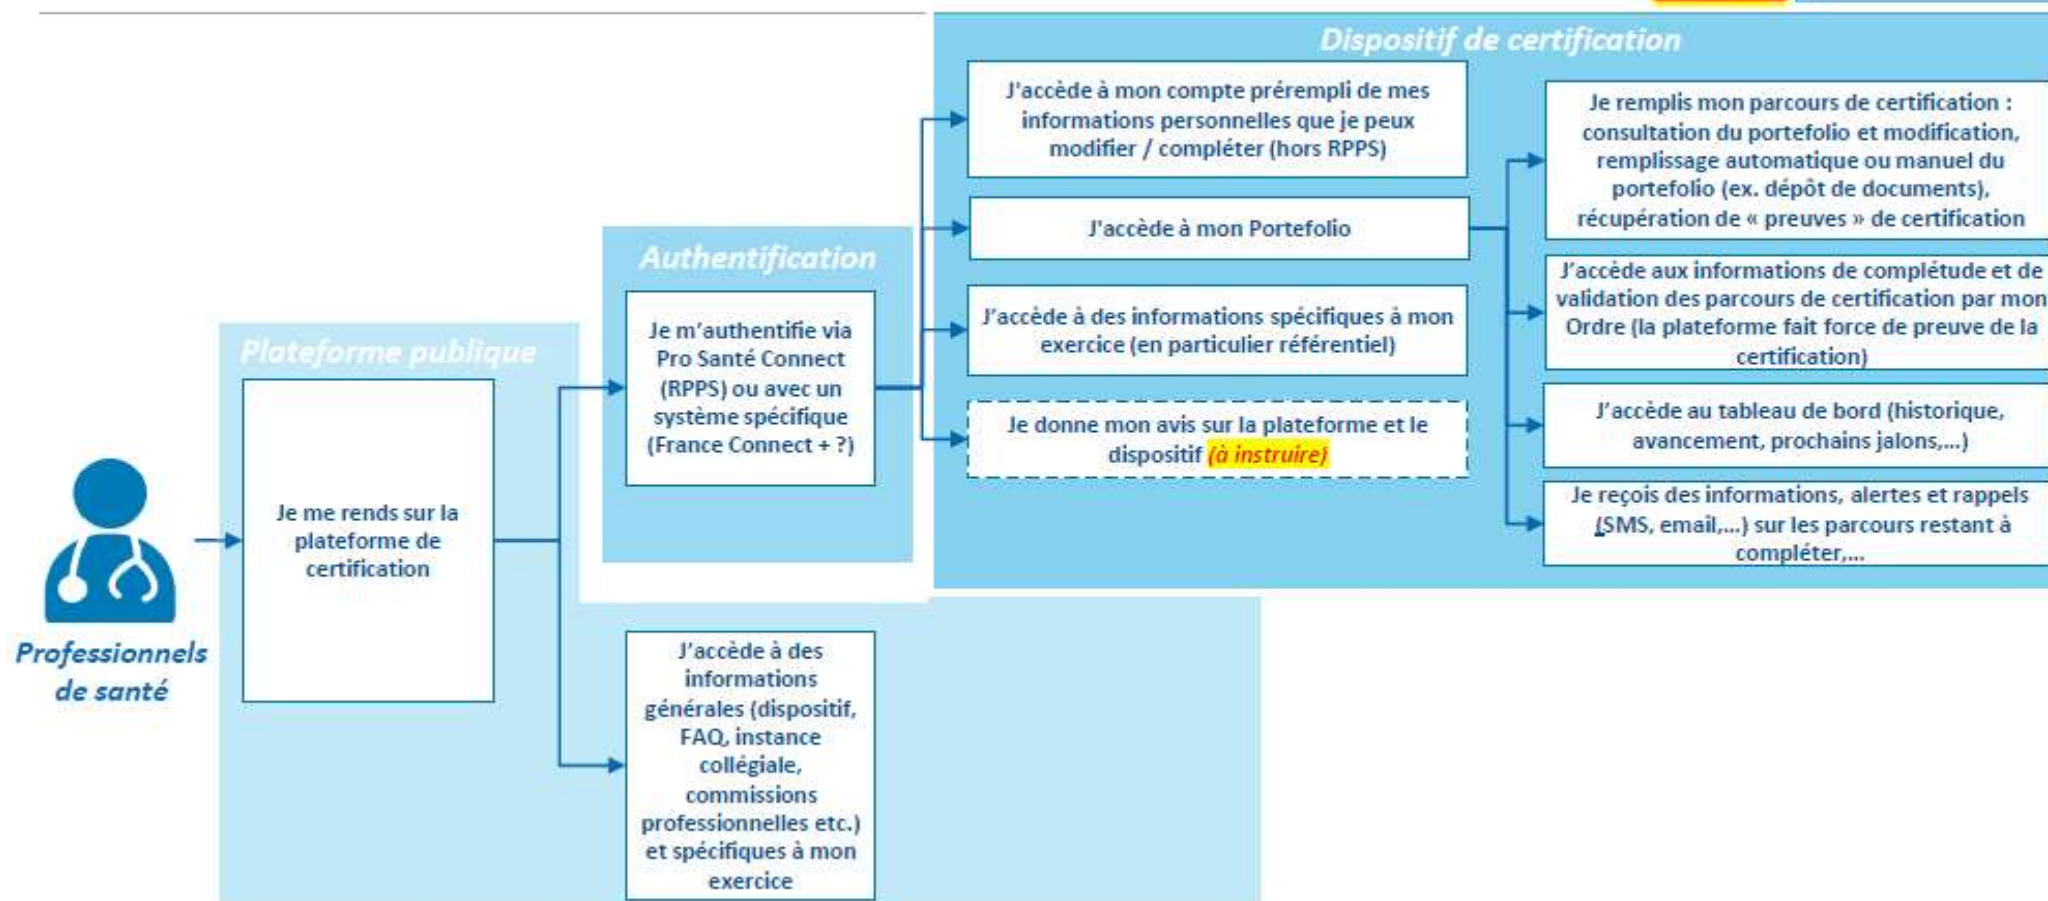 Dispositif de certification
J'accède à mon compte prérempli de mes
informations personnelles que je peux
modifier / compléter (hors RPPS)
J'accède à mon Portefolio
J'accède à des informations spécifiques à mon
exercice (en particulier référentiel)
Je donne mon avis sur la plateforme et le
dispositif (à instruire)
Je remplis mon parcours de certification :
consultation du portefolio et modification,
remplissage automatique ou manuel du
portefolio (ex. dépôt de documents),
récupération de « preuves » de certification
J'accède aux informations de complétude et de
validation des parcours de certification par mon
Ordre (la plateforme fait force de preuve de la
certification)
J'accède au tableau de bord (historique,
avancement, prochains jalons,...)
Je reçois des informations, alertes et rappels
(SMS, email,...) sur les parcours restant à
compléter,...
Authentification
Je m'authentifie via
Pro Santé Connect
(RPPS) ou avec un
système spécifique
(France Connect + ?)
Plateforme publique
Je me rends sur la
plateforme de
certification
Professionnels
de santé
J'accède à des
informations
générales (dispositif,
FAQ, instance
collégiale,
commissions
professionnelles etc.)
et spécifiques à mon
exercice